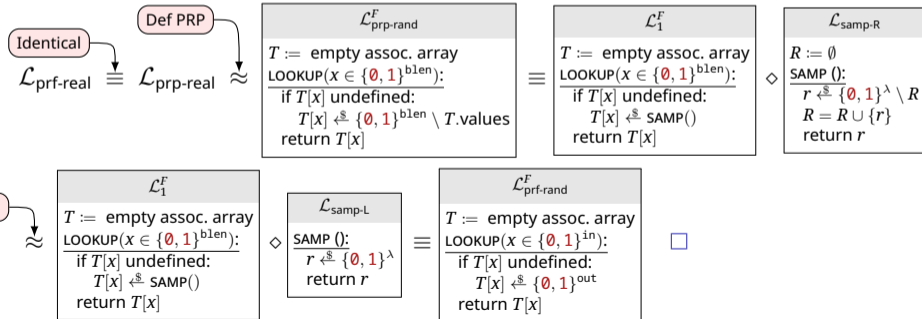 Def PRP
Identical
𝓛prf-real ≡ 𝓛prp-real ≈
𝓛^F_prp-rand
T := empty assoc. array
LOOKUP(x ∈ {0, 1}^blen):
if T[x] undefined:
T[x] ↞$ {0, 1}^blen \ T.values
return T[x]
≡
𝓛^F_1
T := empty assoc. array
LOOKUP(x ∈ {0, 1}^blen):
if T[x] undefined:
T[x] ↞$ SAMP()
return T[x]
⋄
𝓛samp-R
R := ∅
SAMP ():
r ↞$ {0, 1}^λ \ R
R = R ∪ {r}
return r
≈
𝓛^F_1
T := empty assoc. array
LOOKUP(x ∈ {0, 1}^blen):
if T[x] undefined:
T[x] ↞$ SAMP()
return T[x]
⋄
𝓛samp-L
SAMP ():
r ↞$ {0, 1}^λ
return r
≡
𝓛^F_prf-rand
T := empty assoc. array
LOOKUP(x ∈ {0, 1}^in):
if T[x] undefined:
T[x] ↞$ {0, 1}^out
return T[x]
□